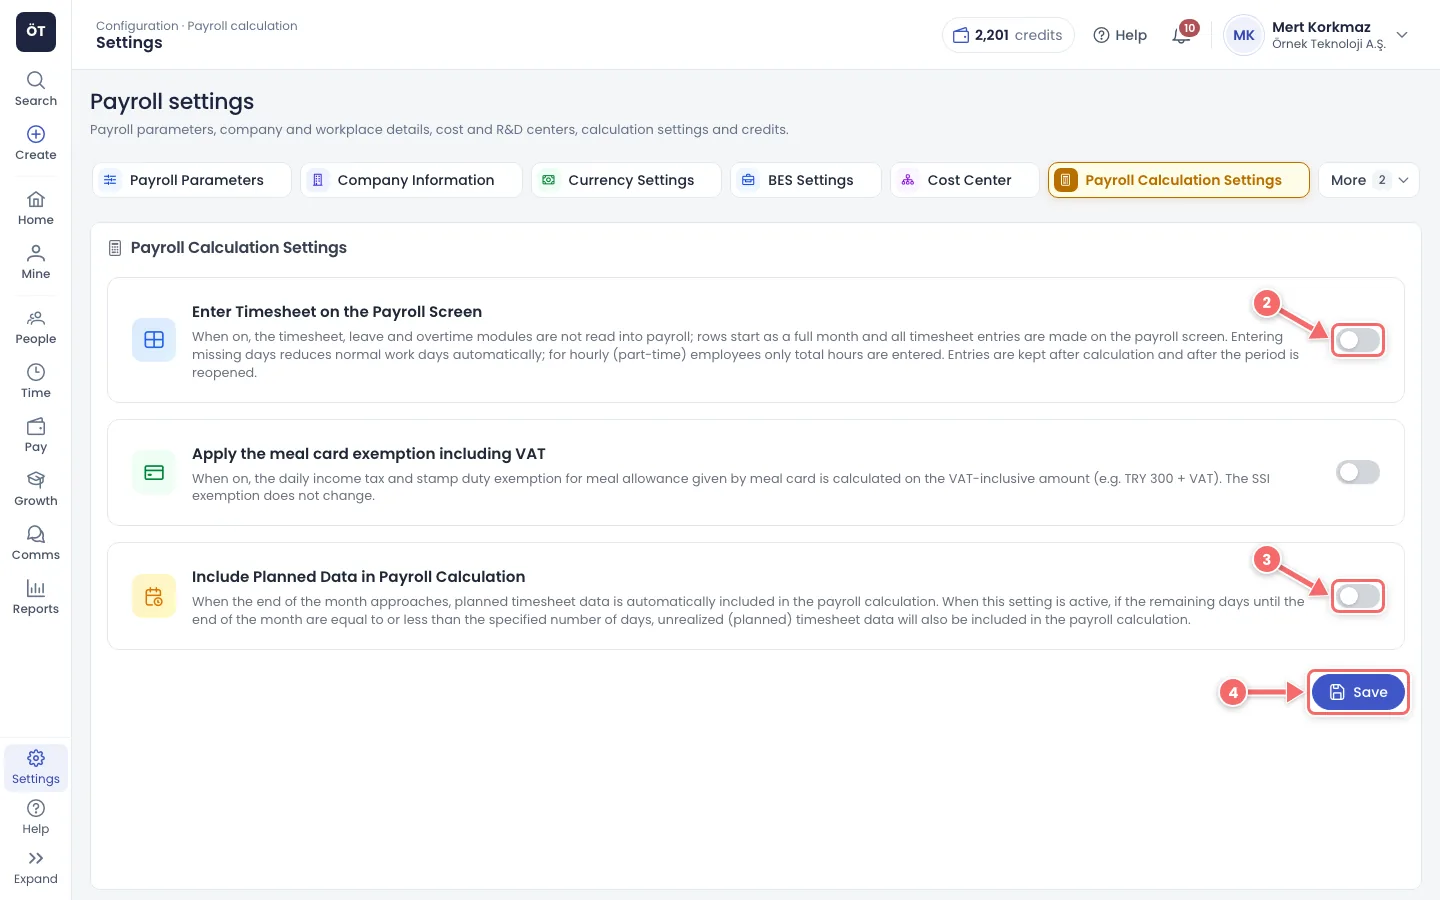 ÖT
Search
Create
Home
Mine
People
Time
Pay
Growth
Comms
Reports
Settings
Help
Expand
Configuration · Payroll calculation
Settings
2,201 credits
Help
10
MK
Mert Korkmaz
Örnek Teknoloji A.Ş.
Payroll settings
Payroll parameters, company and workplace details, cost and R&D centers, calculation settings and credits.
Payroll Parameters
Company Information
Currency Settings
BES Settings
Cost Center
Payroll Calculation Settings
More 2
Payroll Calculation Settings
Enter Timesheet on the Payroll Screen
When on, the timesheet, leave and overtime modules are not read into payroll; rows start as a full month and all timesheet entries are made on the payroll screen. Entering
missing days reduces normal work days automatically; for hourly (part-time) employees only total hours are entered. Entries are kept after calculation and after the period is
reopened.
2
Apply the meal card exemption including VAT
When on, the daily income tax and stamp duty exemption for meal allowance given by meal card is calculated on the VAT-inclusive amount (e.g. TRY 300 + VAT). The SSI
exemption does not change.
Include Planned Data in Payroll Calculation
When the end of the month approaches, planned timesheet data is automatically included in the payroll calculation. When this setting is active, if the remaining days until the
end of the month are equal to or less than the specified number of days, unrealized (planned) timesheet data will also be included in the payroll calculation.
3
4
Save